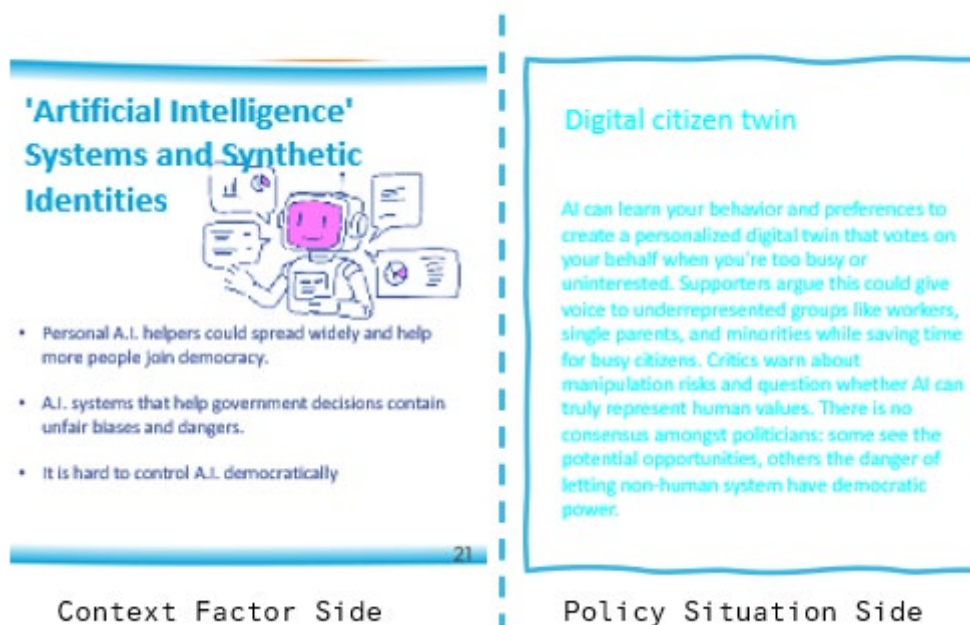 'Artificial Intelligence'
Systems and Synthetic
Identities
• Personal A.I. helpers could spread widely and help
more people join democracy.
• A.I. systems that help government decisions contain
unfair biases and dangers.
• It is hard to control A.I. democratically
21
Context Factor Side
Digital citizen twin
AI can learn your behavior and preferences to
create a personalized digital twin that votes on
your behalf when you're too busy or
uninterested. Supporters argue this could give
voice to underrepresented groups like workers,
single parents, and minorities while saving time
for busy citizens. Critics warn about
manipulation risks and question whether AI can
truly represent human values. There is no
consensus amongst politicians: some see the
potential opportunities, others the danger of
letting non-human system have democratic
power.
Policy Situation Side